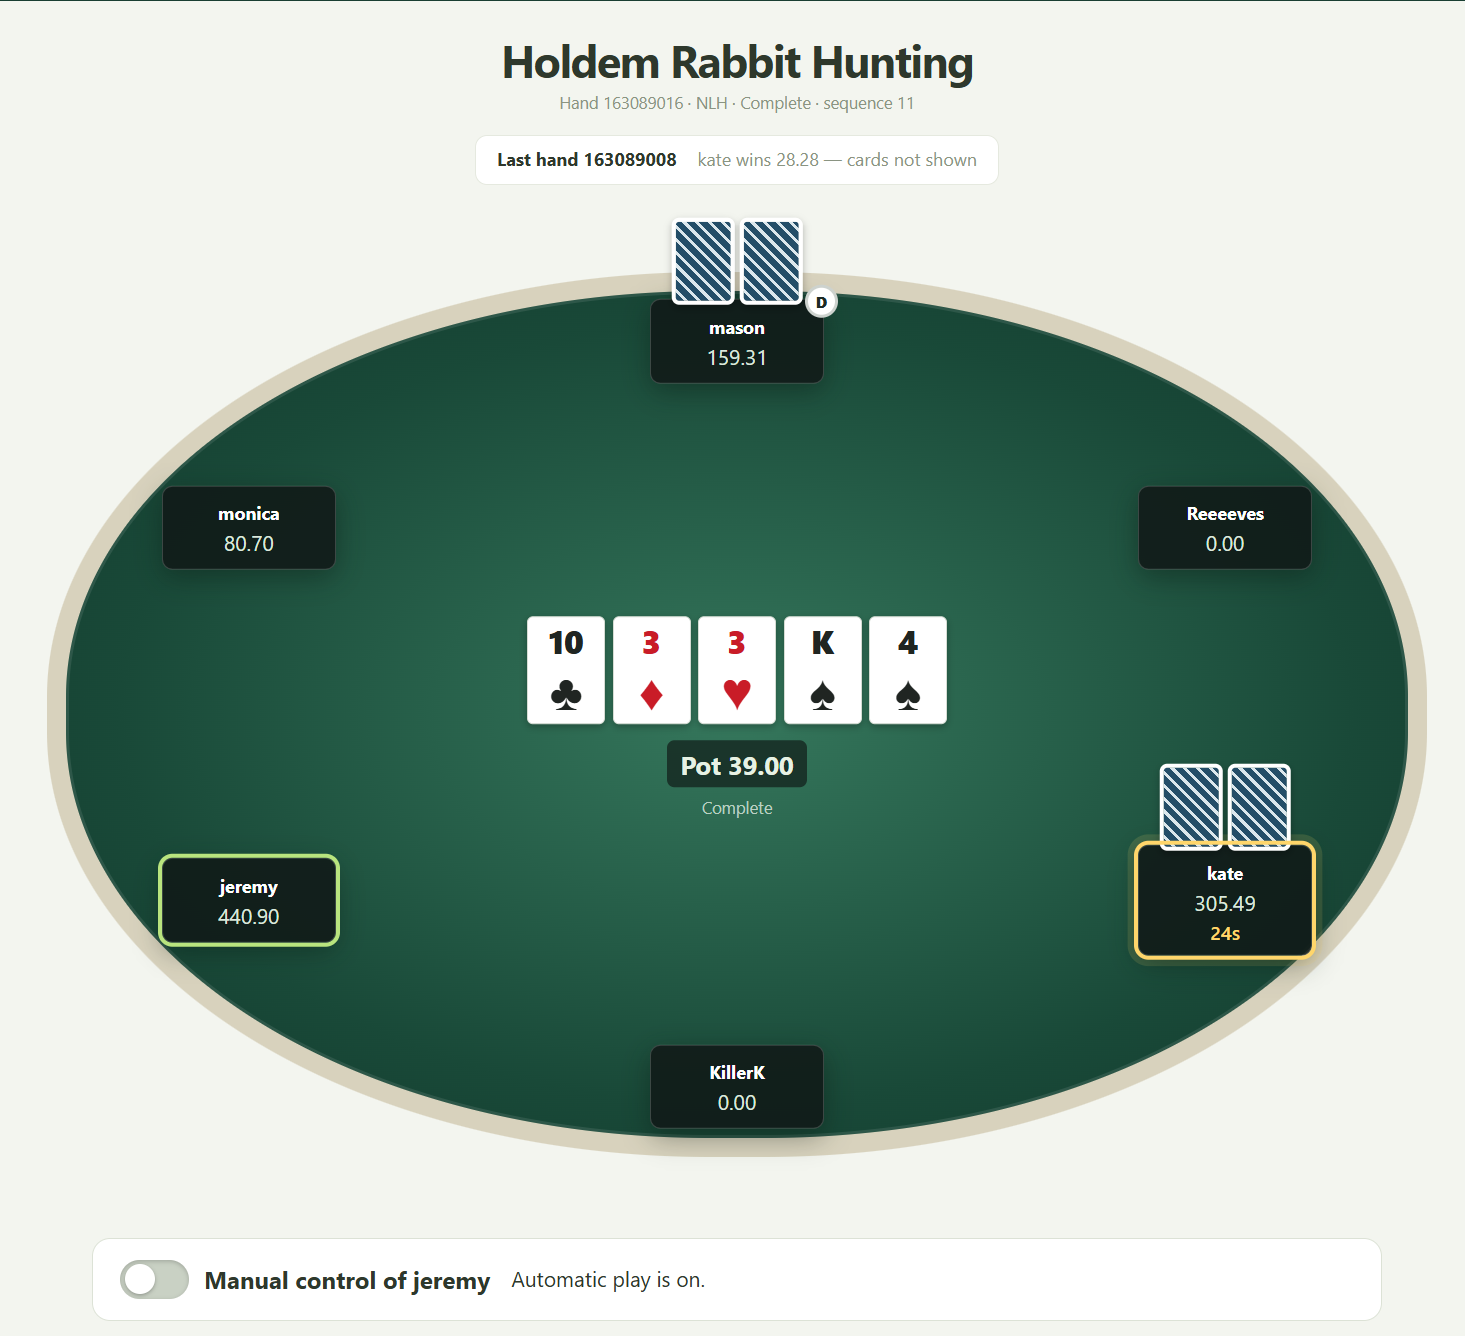 Holdem Rabbit Hunting
Hand 163089016 · NLH · Complete · sequence 11
Last hand 163089008 kate wins 28.28 — cards not shown
D
mason
159.31
monica
80.70
Reeeeves
0.00
10 3 3 K 4
♣ ♦ ♥ ♠ ♠
Pot 39.00
Complete
jeremy
440.90
kate
305.49
24s
KillerK
0.00
Manual control of jeremy Automatic play is on.